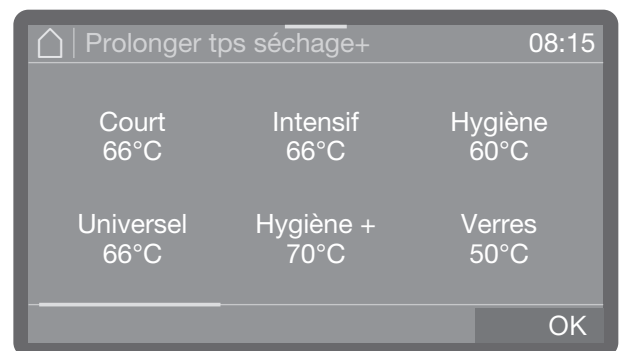 Prolonger tps séchage+ 08:15
Court Intensif Hygiène
66°C 66°C 60°C
Universel Hygiène + Verres
66°C 70°C 50°C
OK